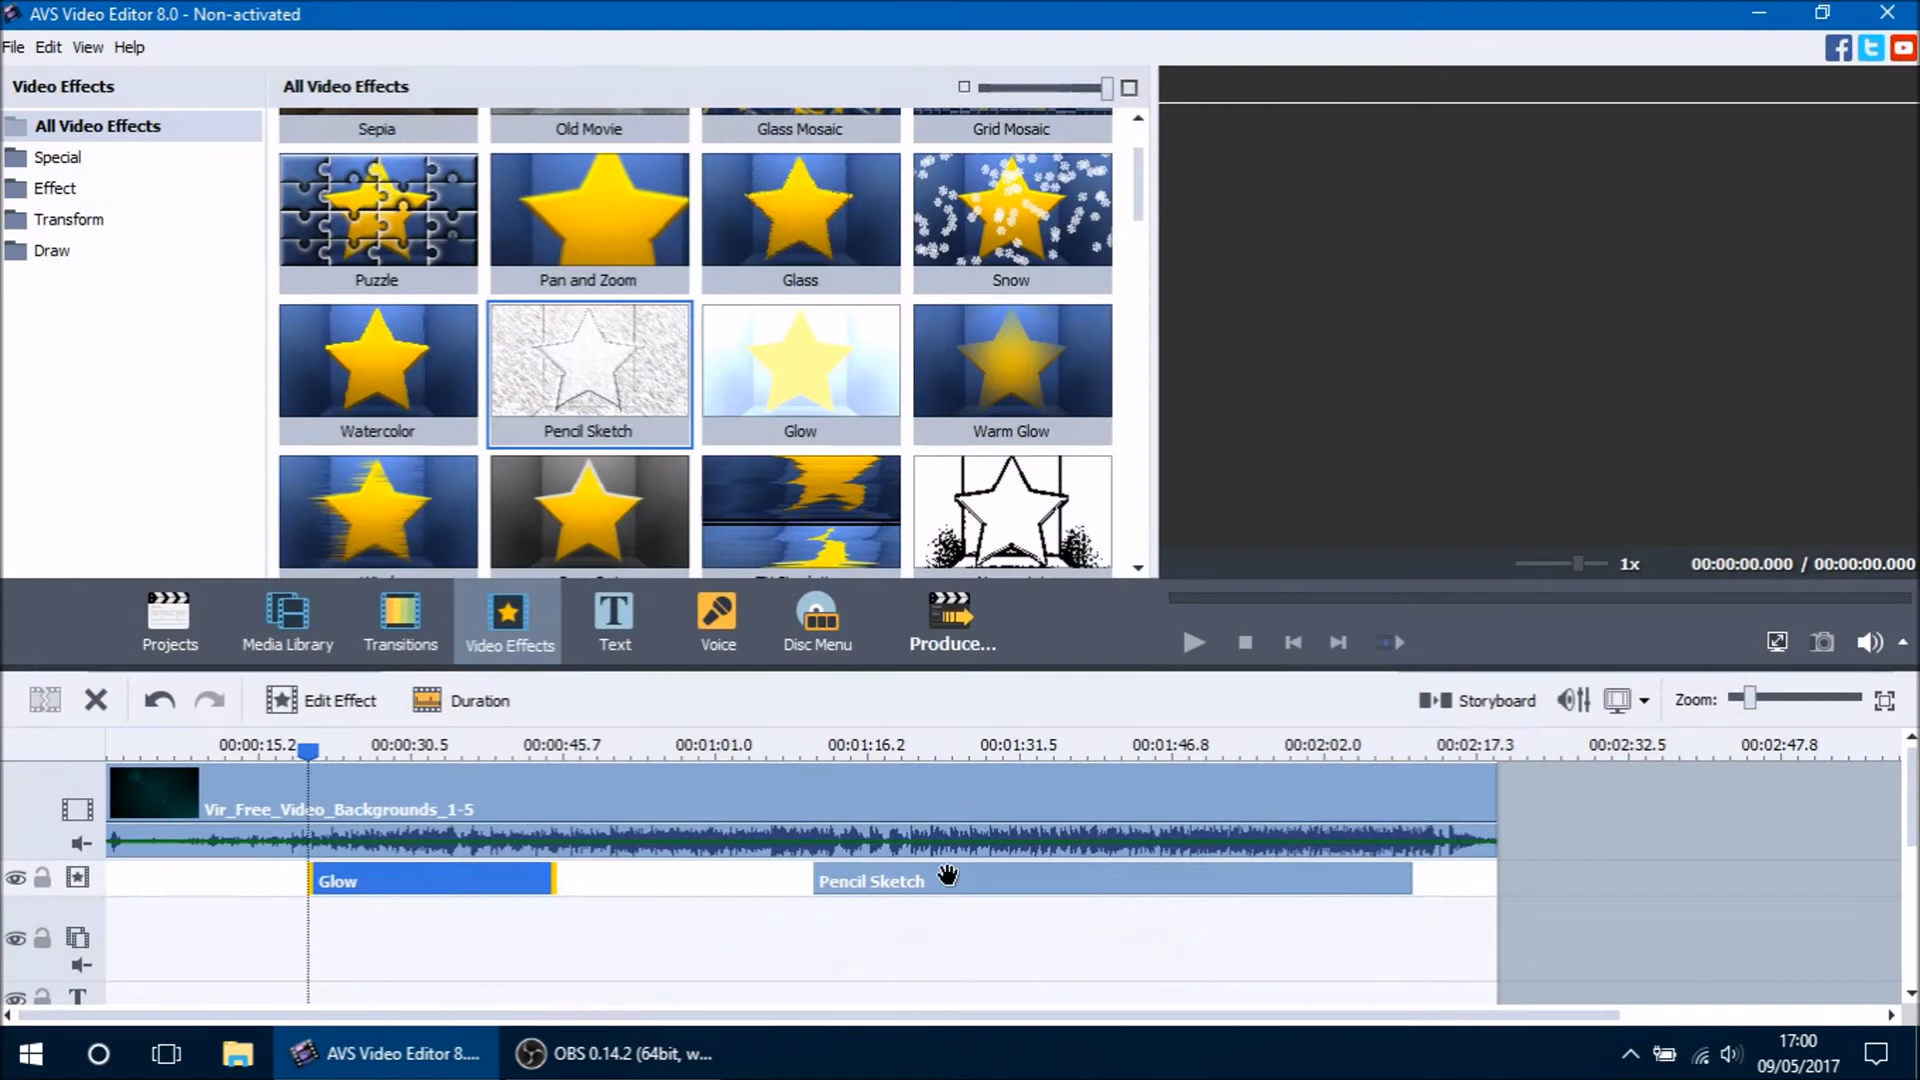 AVS Video Editor 8.0 - Non-activated
File Edit View Help
Video Effects
All Video Effects
All Video Effects
Special
Effect
Transform
Draw
Sepia
Old Movie
Glass Mosaic
Grid Mosaic
Puzzle
Pan and Zoom
Glass
Snow
Watercolor
Pencil Sketch
Glow
Warm Glow
1x
00:00:00.000 / 00:00:00.000
Projects
Media Library
Transitions
Video Effects
Text
Voice
Disc Menu
Produce...
Edit Effect
Duration
Storyboard
Zoom:
00:00:15.2 00:00:30.5 00:00:45.7 00:01:01.0 00:01:16.2 00:01:31.5 00:01:46.8 00:02:02.0 00:02:17.3 00:02:32.5 00:02:47.8
Vir_Free_Video_Backgrounds_1-5
Glow
Pencil Sketch
AVS Video Editor 8....
OBS 0.14.2 (64bit, w...
17:00
09/05/2017